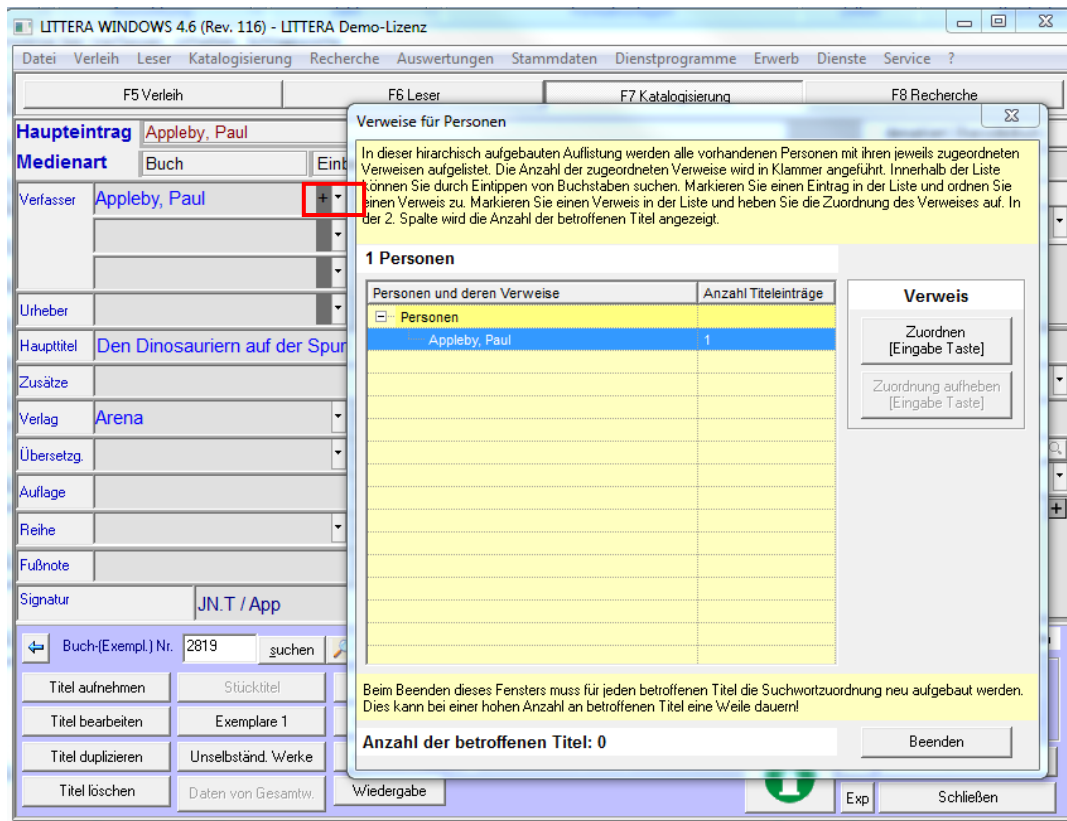 LITTERA WINDOWS 4.6 (Rev. 116) - LITTERA Demo-Lizenz
Datei Verleih Leser Katalogisierung Recherche Auswertungen Stammdaten Dienstprogramme Erwerb Dienste Service ?
F5 Verleih F6 Leser F7 Katalogisierung F8 Recherche
Haupteintrag Appleby, Paul
Medienart Buch
Verfasser Appleby, Paul + 
Urheber
Haupttitel Den Dinosauriern auf der Spur
Zusätze
Verlag Arena
Übersetzg.
Auflage
Reihe
Fußnote
Signatur JN.T / App
Buch-(Exempl.) Nr. 2819 suchen
Titel aufnehmen Stücktitel
Titel bearbeiten Exemplare 1
Titel duplizieren Unselbständ. Werke
Titel löschen Daten von Gesamtw. Wiedergabe
Exp Schließen
Verweise für Personen
In dieser hirarchisch aufgebauten Auflistung werden alle vorhandenen Personen mit ihren jeweils zugeordneten
Verweisen aufgelistet. Die Anzahl der zugeordneten Verweise wird in Klammer angeführt. Innerhalb der Liste
können Sie durch Eintippen von Buchstaben suchen. Markieren Sie einen Eintrag in der Liste und ordnen Sie
einen Verweis zu. Markieren Sie einen Verweis in der Liste und heben Sie die Zuordnung des Verweises auf. In
der 2. Spalte wird die Anzahl der betroffenen Titel angezeigt.
1 Personen
Personen und deren Verweise Anzahl Titeleinträge
Personen
Appleby, Paul 1
Verweis
Zuordnen
[Eingabe Taste]
Zuordnung aufheben
[Eingabe Taste]
Beim Beenden dieses Fensters muss für jeden betroffenen Titel die Suchwortzuordnung neu aufgebaut werden.
Dies kann bei einer hohen Anzahl an betroffenen Titel eine Weile dauern!
Anzahl der betroffenen Titel: 0 Beenden